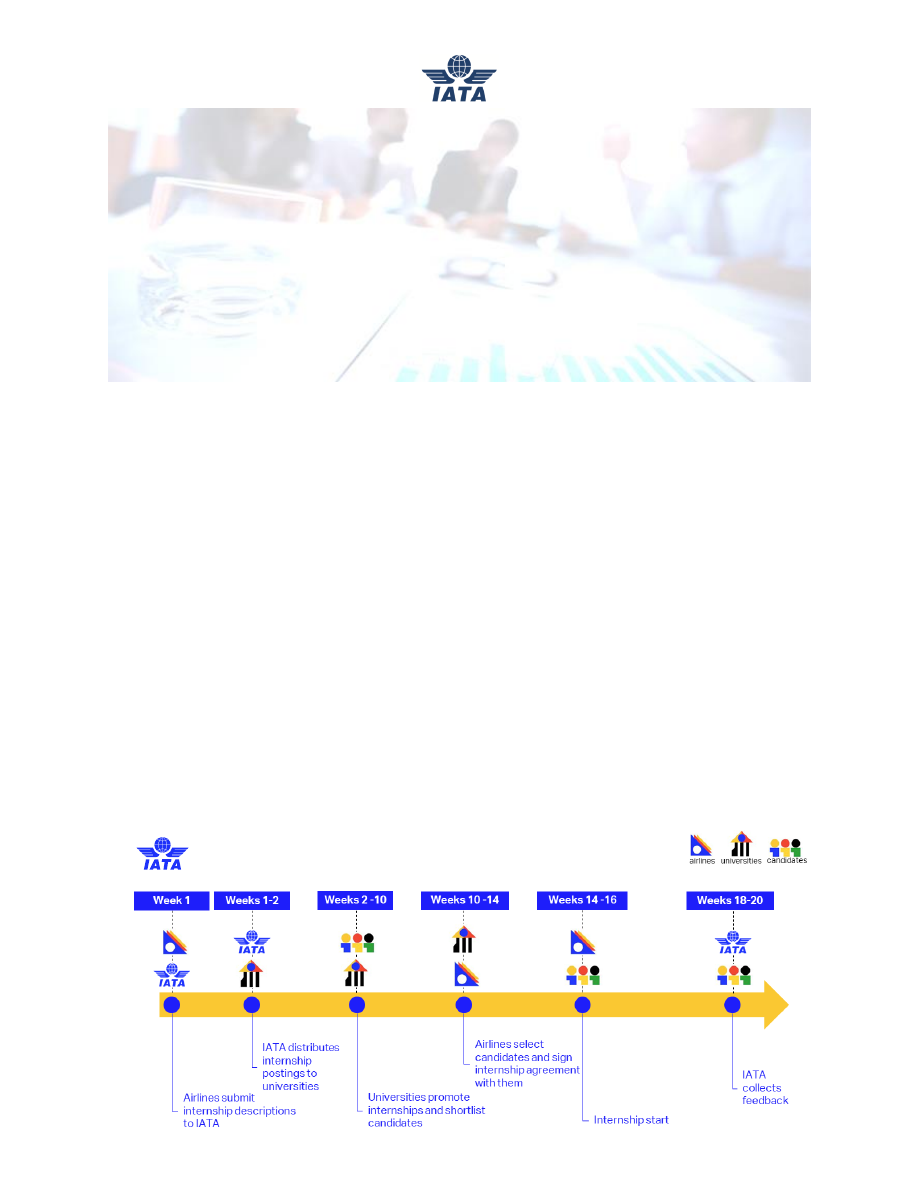 IATA
IATA
airlines
universities
candidates
Week 1
Weeks 1-2
Weeks 2 -10
Weeks 10 -14
Weeks 14 -16
Weeks 18-20
IATA
IATA
IATA
Airlines submit
internship descriptions
to IATA
IATA distributes
internship
postings to
universities
Universities promote
internships and shortlist
candidates
Airlines select
candidates and sign
internship agreement
with them
Internship start
IATA
collects
feedback